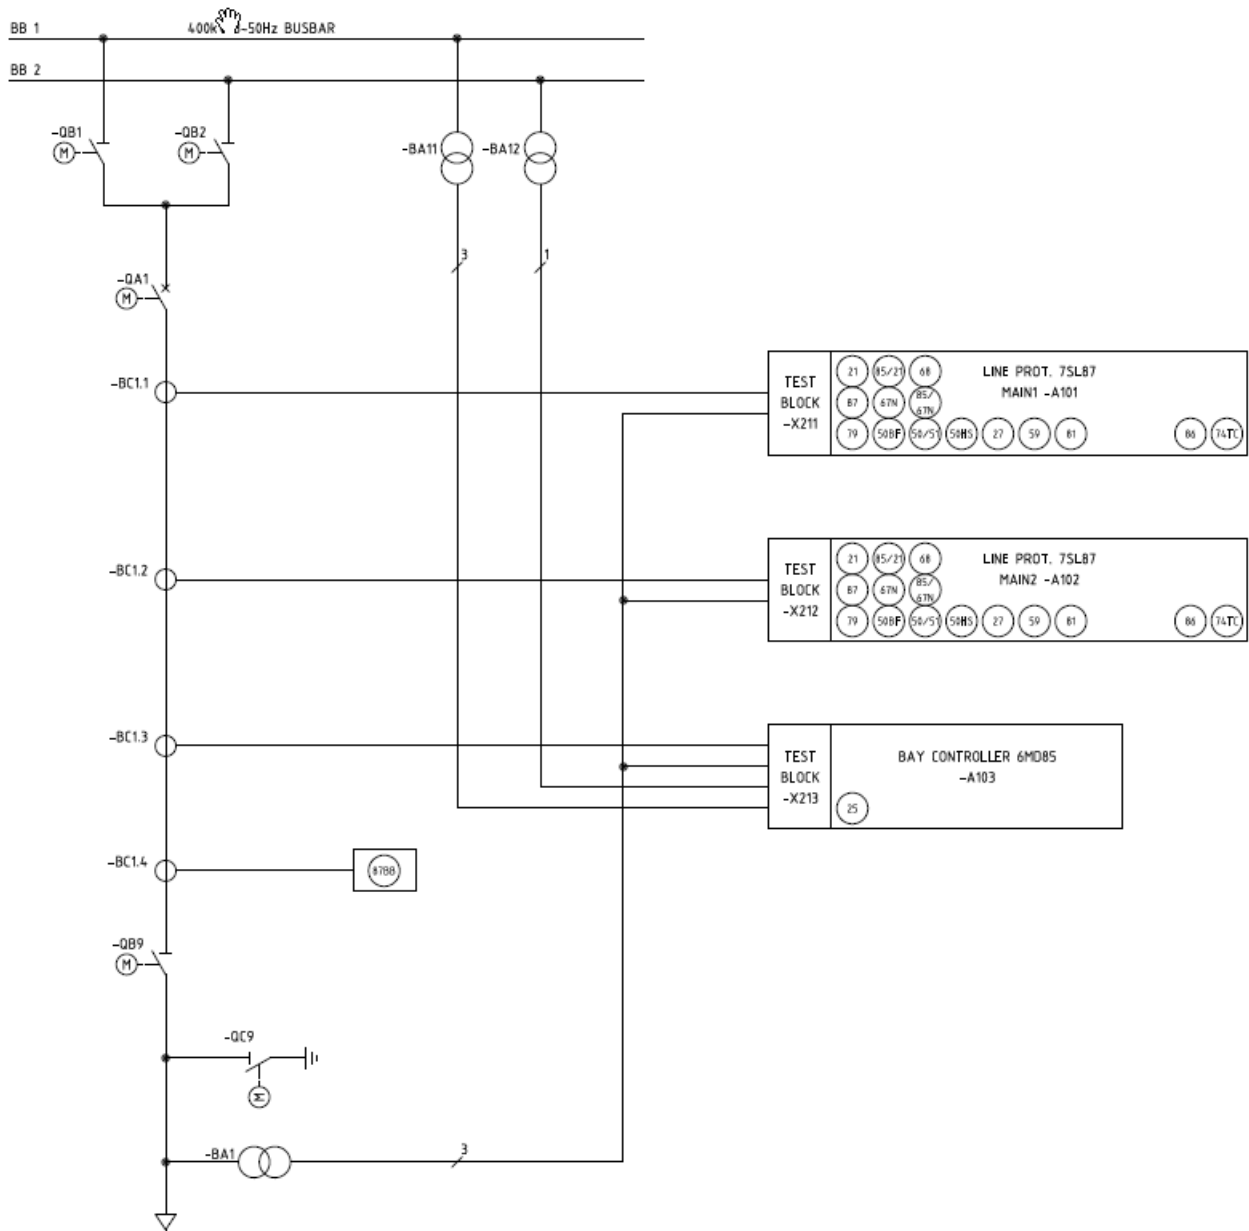 BB 1
400k -50Hz BUSBAR
BB 2
-QB1
M
-QB2
M
-BA11
-BA12
3
1
-QA1
M
-BC1.1
TEST
BLOCK
-X211
21 85/21 68
87 67N 85/
67N
79 50BF 50/51 50HS 27 59 81 86 74TC
LINE PROT. 7SL87
MAIN1 -A101
-BC1.2
TEST
BLOCK
-X212
21 85/21 68
87 67N 85/
67N
79 50BF 50/51 50HS 27 59 81 86 74TC
LINE PROT. 7SL87
MAIN2 -A102
-BC1.3
TEST
BLOCK
-X213
BAY CONTROLLER 6MD85
-A103
25
-BC1.4
87BB
-QB9
M
-QC9
M
-BA1
3